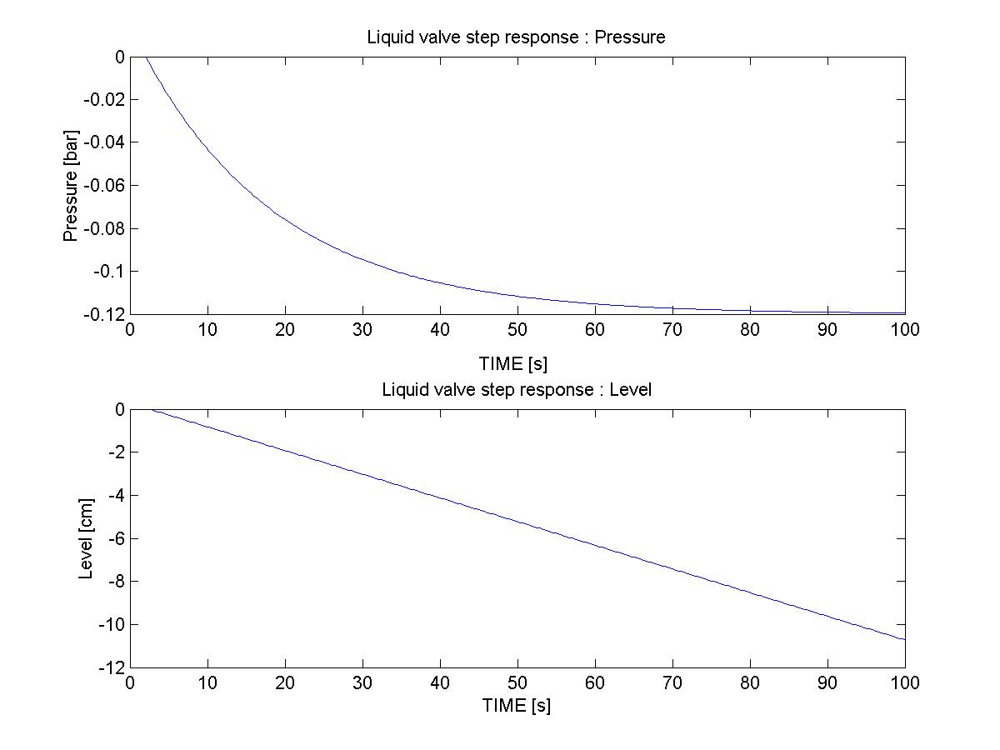 Liquid valve step response : Pressure
0
-0.02
-0.04
-0.06
-0.08
-0.1
-0.12
Pressure [bar]
0 10 20 30 40 50 60 70 80 90 100
TIME [s]
Liquid valve step response : Level
0
-2
-4
-6
-8
-10
-12
Level [cm]
0 10 20 30 40 50 60 70 80 90 100
TIME [s]